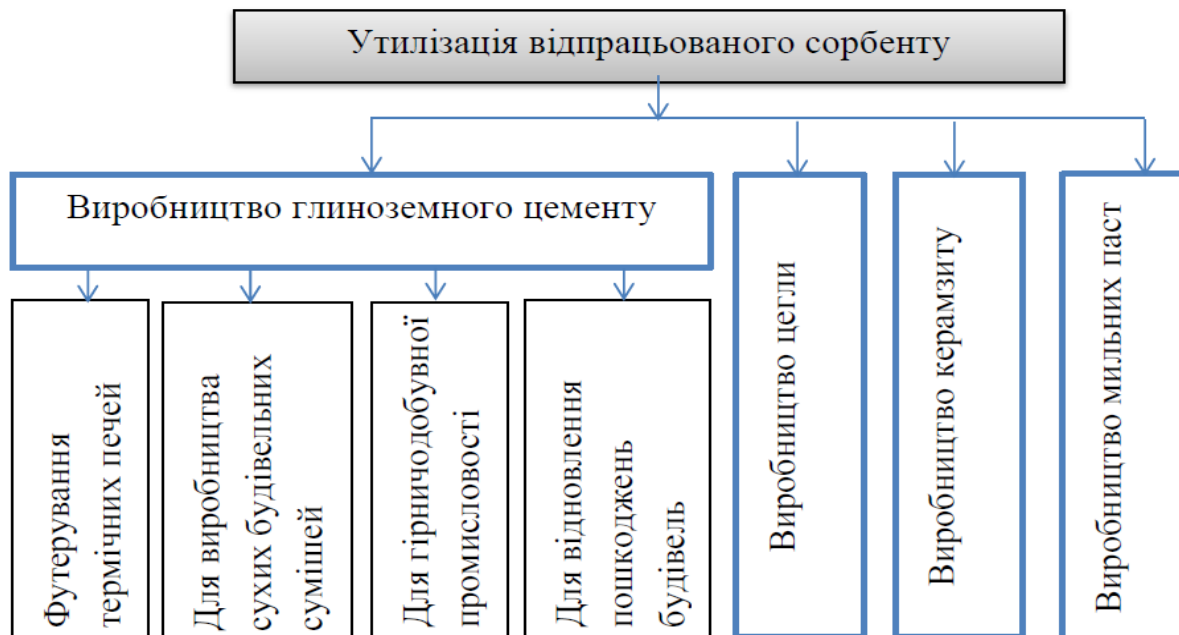 Утилізація відпрацьованого сорбенту
Виробництво глиноземного цементу
Футерування
термічних печей
Для виробництва
сухих будівельних
сумішей
Для гірничодобувної
промисловості
Для відновлення
пошкоджень
будівель
Виробництво цегли
Виробництво керамзиту
Виробництво мильних паст